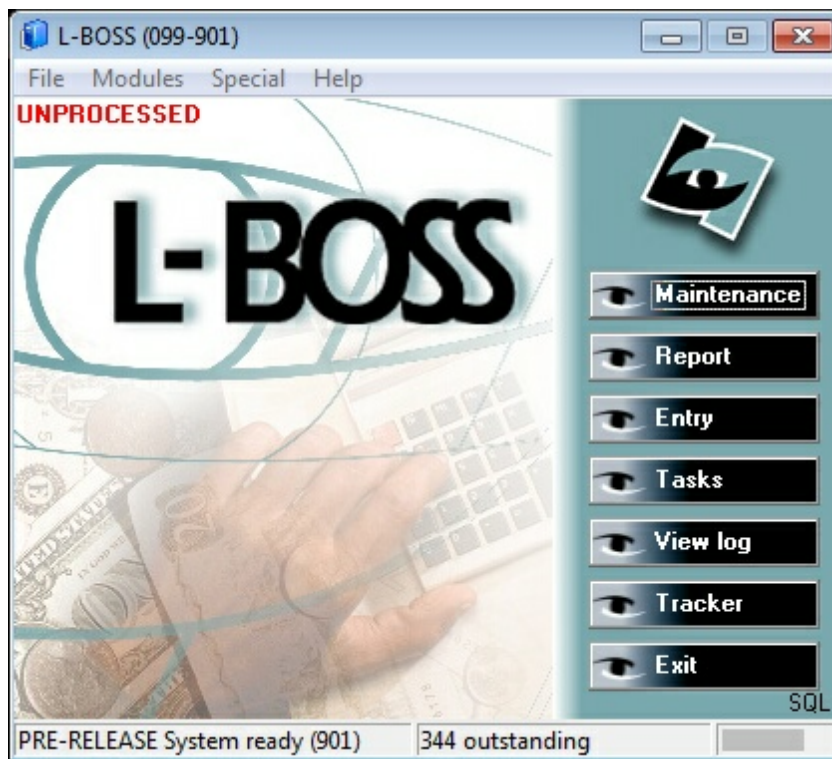 L-BOSS (099-901)
File Modules Special Help
UNPROCESSED
L-BOSS
Maintenance
Report
Entry
Tasks
View log
Tracker
Exit
SQL
PRE-RELEASE System ready (901) 344 outstanding